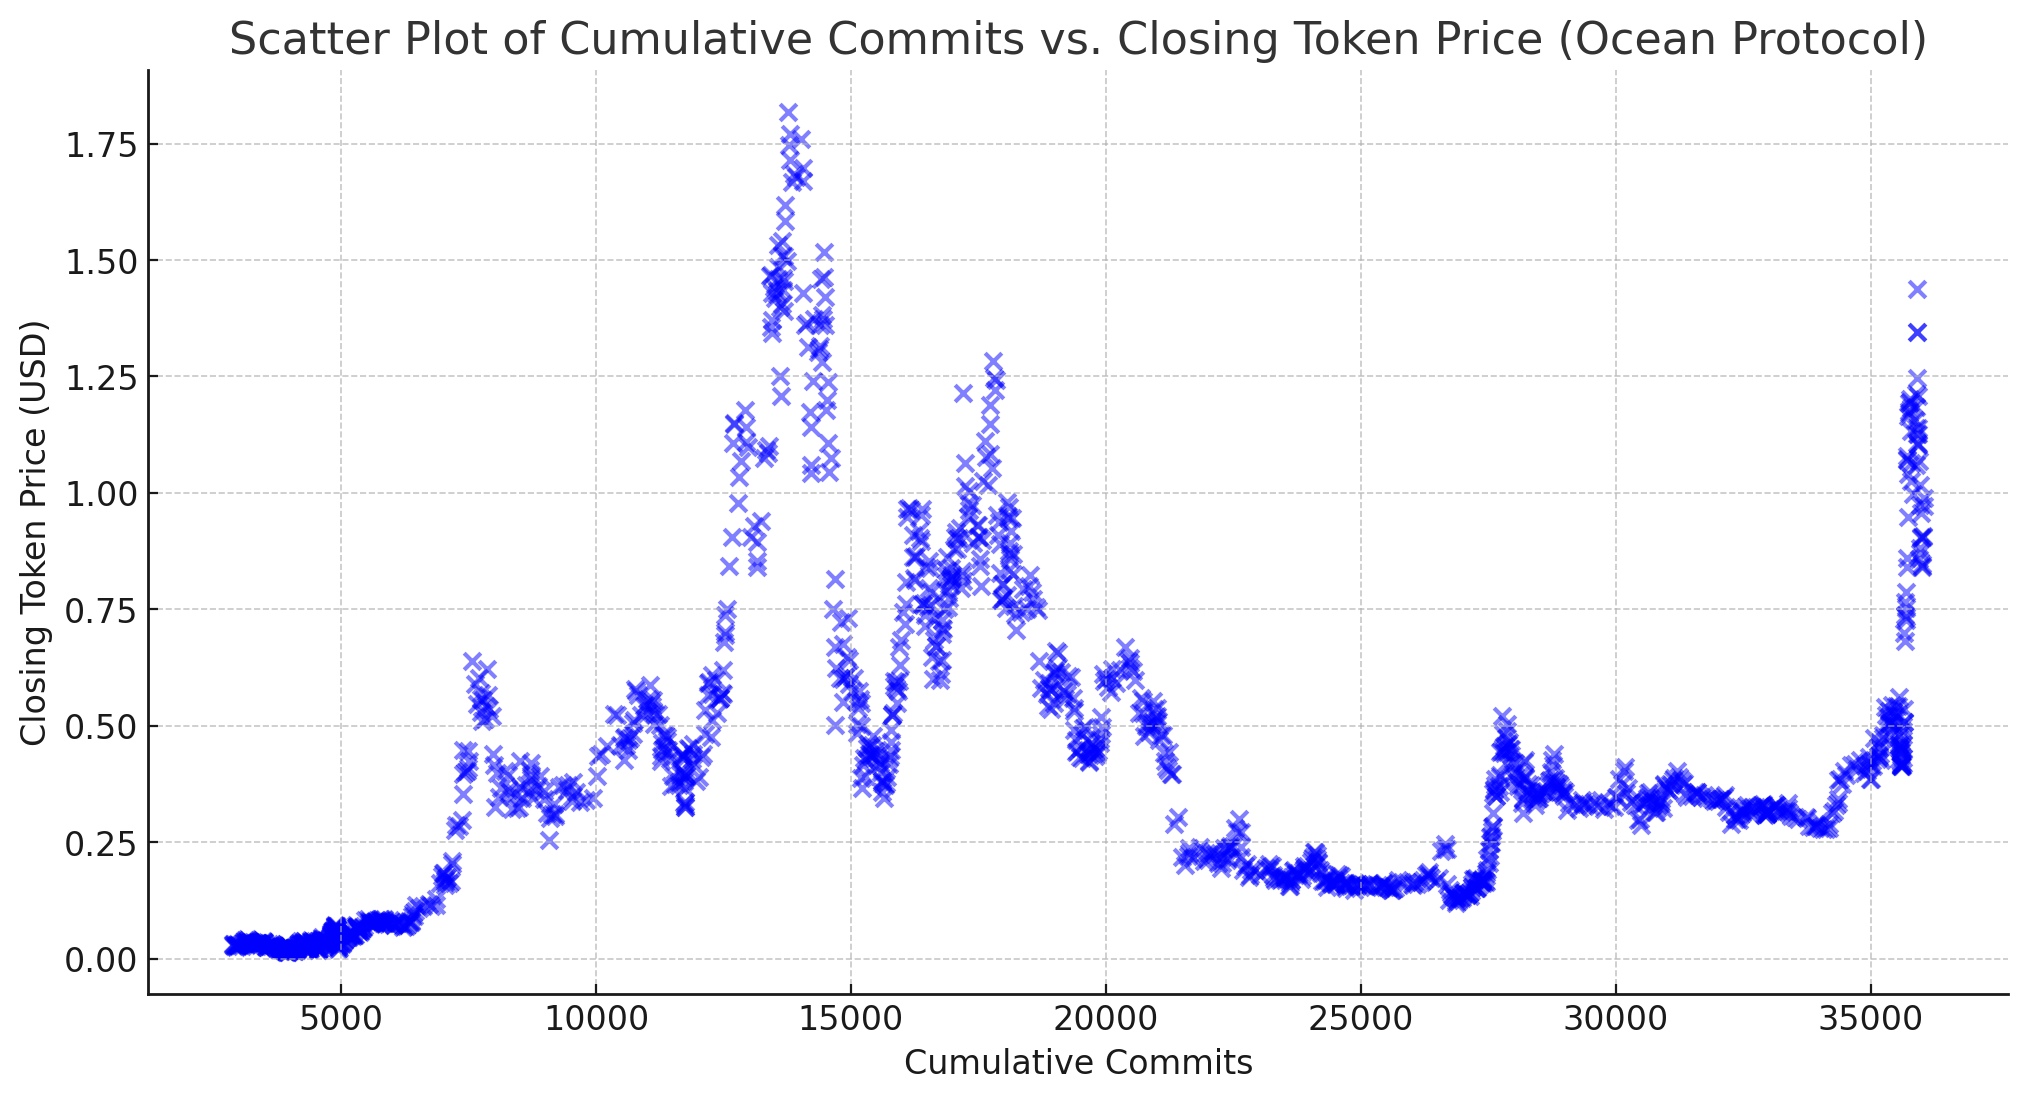 Scatter Plot of Cumulative Commits vs. Closing Token Price (Ocean Protocol)
Closing Token Price (USD)
1.75
1.50
1.25
1.00
0.75
0.50
0.25
0.00
5000 10000 15000 20000 25000 30000 35000
Cumulative Commits